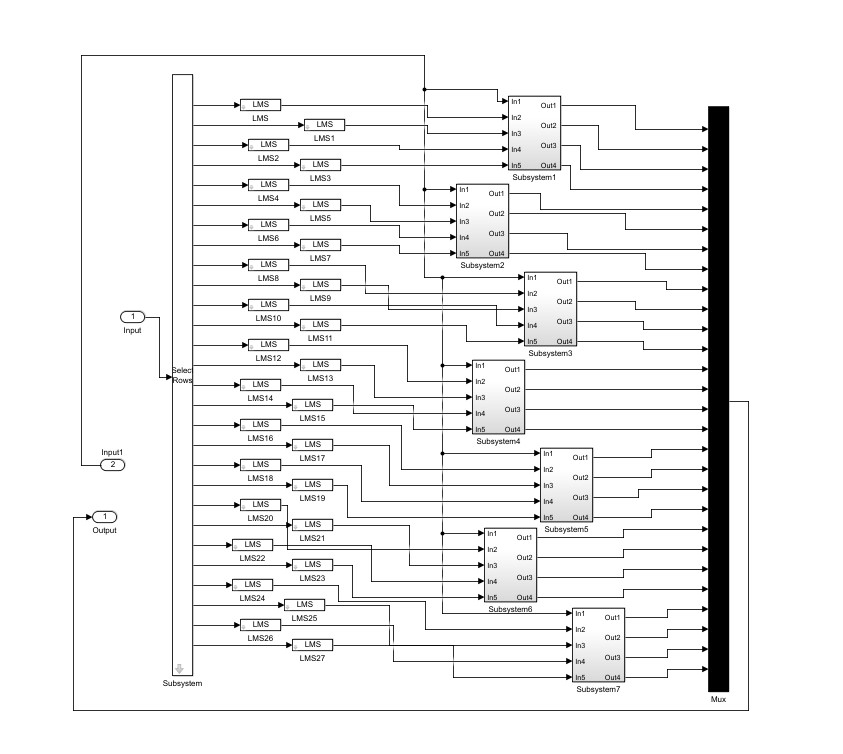 1
Input
Input1
2
1
Output
Select
Rows
Subsystem
LMS
LMS
LMS
LMS1
LMS
LMS2
LMS
LMS3
LMS
LMS4
LMS
LMS5
LMS
LMS6
LMS
LMS7
LMS
LMS8
LMS
LMS9
LMS
LMS10
LMS
LMS11
LMS
LMS12
LMS
LMS13
LMS
LMS14
LMS
LMS15
LMS
LMS16
LMS
LMS17
LMS
LMS18
LMS
LMS19
LMS
LMS20
LMS
LMS21
LMS
LMS22
LMS
LMS23
LMS
LMS24
LMS
LMS25
LMS
LMS26
LMS
LMS27
In1
In2
In3
In4
In5
Out1
Out2
Out3
Out4
Subsystem1
In1
In2
In3
In4
In5
Out1
Out2
Out3
Out4
Subsystem2
In1
In2
In3
In4
In5
Out1
Out2
Out3
Out4
Subsystem3
In1
In2
In3
In4
In5
Out1
Out2
Out3
Out4
Subsystem4
In1
In2
In3
In4
In5
Out1
Out2
Out3
Out4
Subsystem5
In1
In2
In3
In4
In5
Out1
Out2
Out3
Out4
Subsystem6
In1
In2
In3
In4
In5
Out1
Out2
Out3
Out4
Subsystem7
Mux